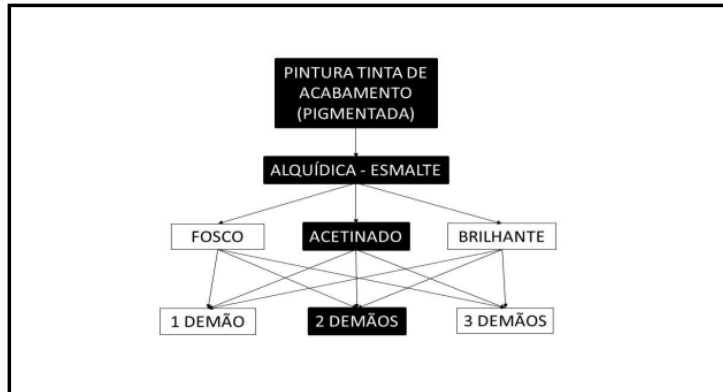 PINTURA TINTA DE
ACABAMENTO
(PIGMENTADA)
ALQUÍDICA - ESMALTE
FOSCO
ACETINADO
BRILHANTE
1 DEMÃO
2 DEMÃOS
3 DEMÃOS